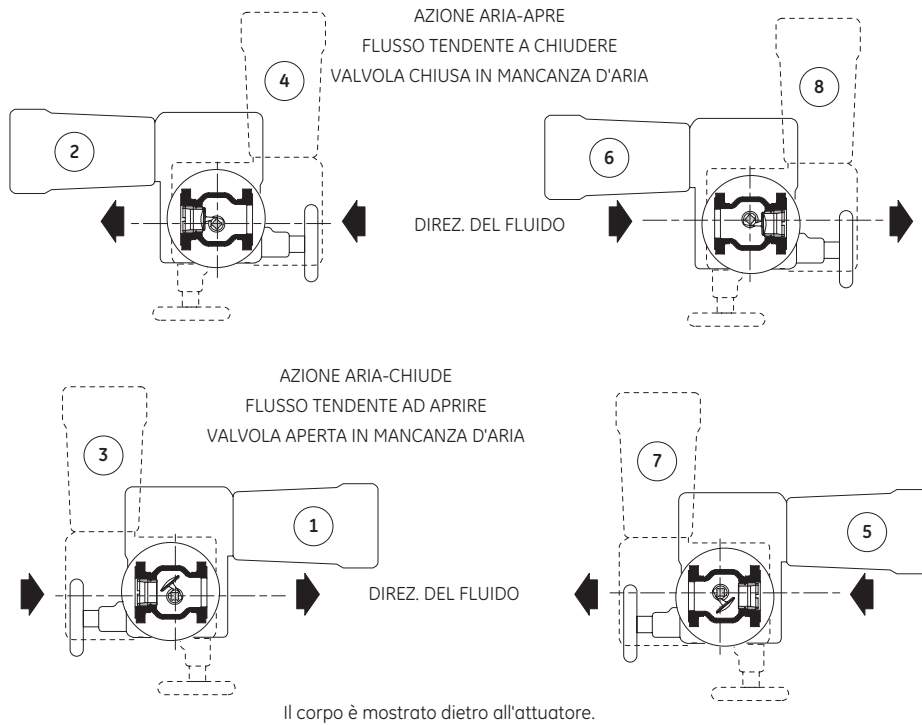 AZIONE ARIA-APRE
FLUSSO TENDENTE A CHIUDERE
VALVOLA CHIUSA IN MANCANZA D'ARIA
4
8
2
6
DIREZ. DEL FLUIDO
AZIONE ARIA-CHIUDE
FLUSSO TENDENTE AD APRIRE
VALVOLA APERTA IN MANCANZA D'ARIA
3
7
1
5
DIREZ. DEL FLUIDO
Il corpo è mostrato dietro all'attuatore.